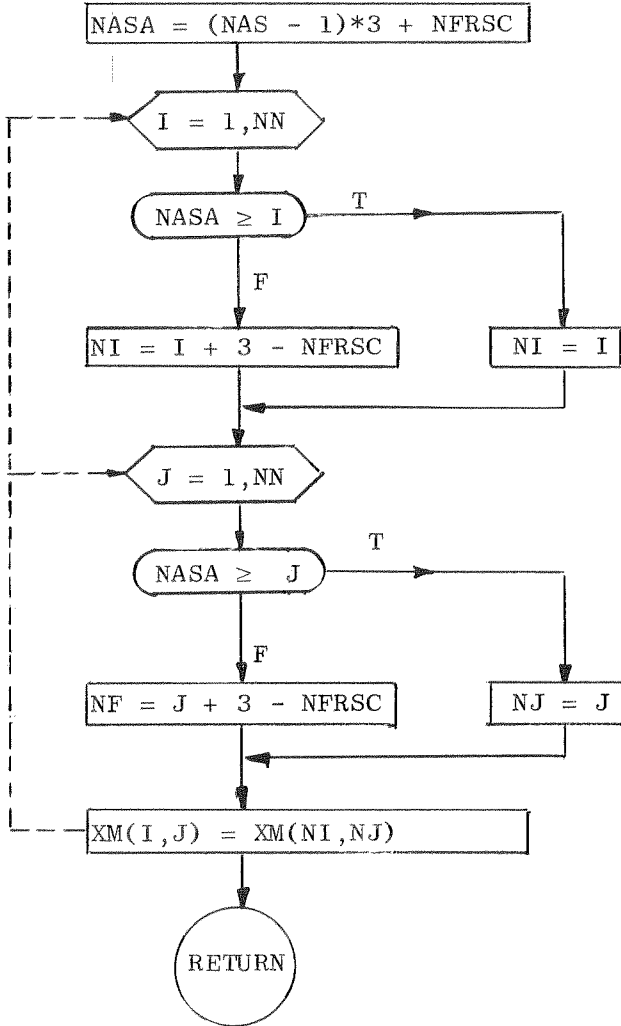 NASA = (NAS - 1)*3 + NFRSC
I = 1,NN
NASA ≥ I
T
F
NI = I + 3 - NFRSC
NI = I
J = 1,NN
NASA ≥ J
T
F
NF = J + 3 - NFRSC
NJ = J
XM(I,J) = XM(NI,NJ)
RETURN